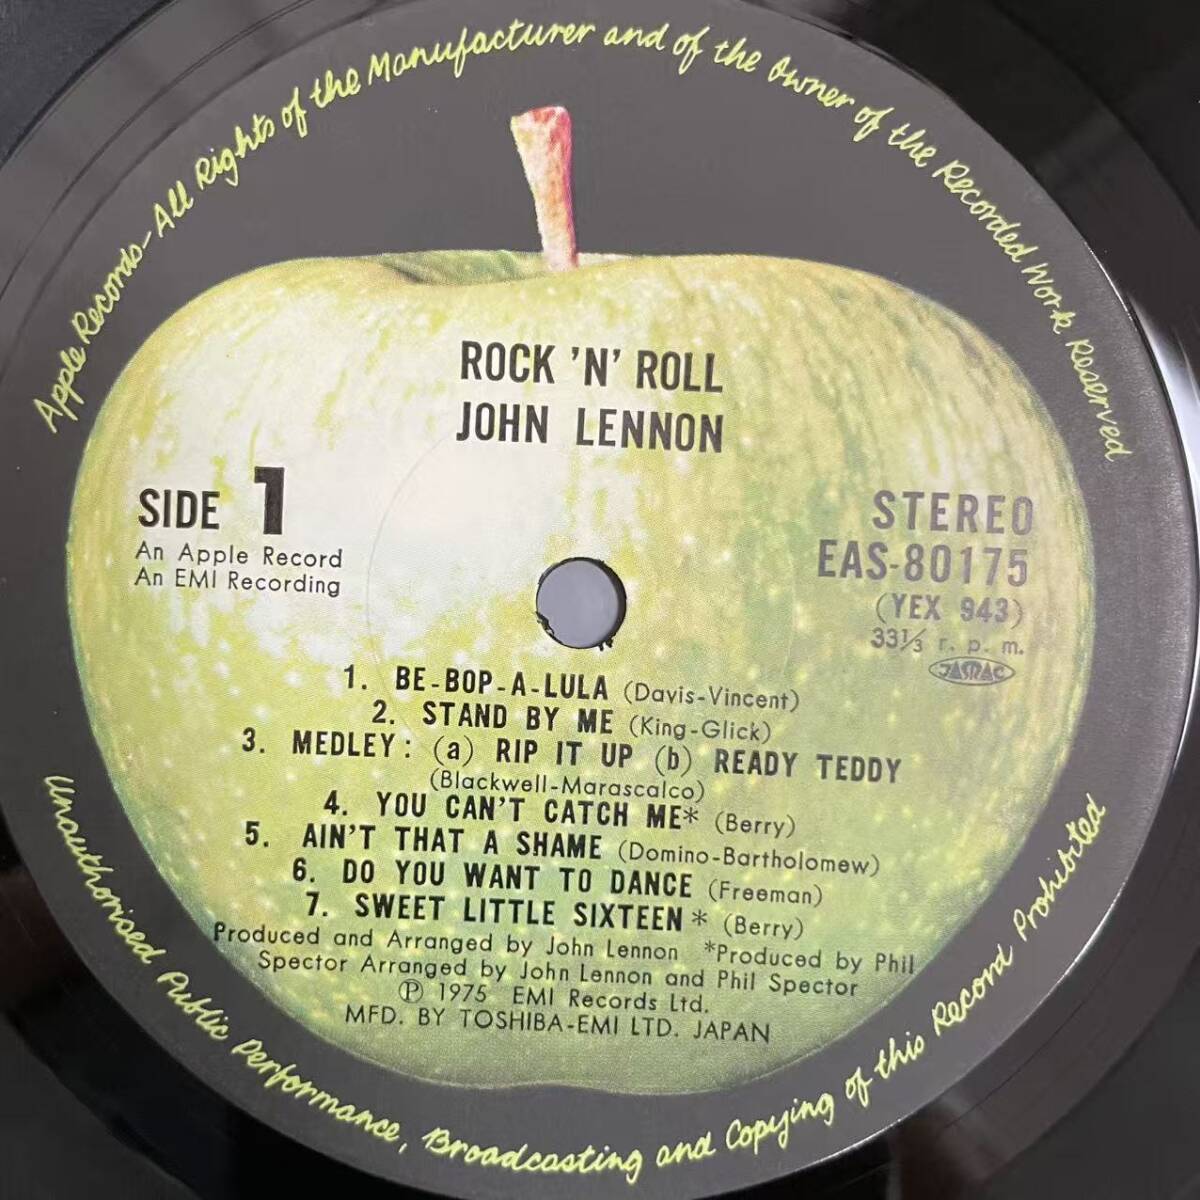 Apple Records—All Rights of the Manufacturer and of the Owner of the Recorded Work Reserved
ROCK 'N' ROLL
JOHN LENNON
SIDE 1
An Apple Record
An EMI Recording
STEREO
EAS-80175
(YEX 943)
33⅓ r. p. m.
JASRAC
1. BE-BOP-A-LULA (Davis-Vincent)
2. STAND BY ME (King-Glick)
3. MEDLEY: (a) RIP IT UP (b) READY TEDDY
(Blackwell-Marascalco)
4. YOU CAN'T CATCH ME* (Berry)
5. AIN'T THAT A SHAME (Domino-Bartholomew)
6. DO YOU WANT TO DANCE (Freeman)
7. SWEET LITTLE SIXTEEN* (Berry)
Produced and Arranged by John Lennon *Produced by Phil
Spector Arranged by John Lennon and Phil Spector
℗ 1975 EMI Records Ltd.
MFD. BY TOSHIBA-EMI LTD. JAPAN
Unauthorised Public Performance, Broadcasting and Copying of this Record Prohibited